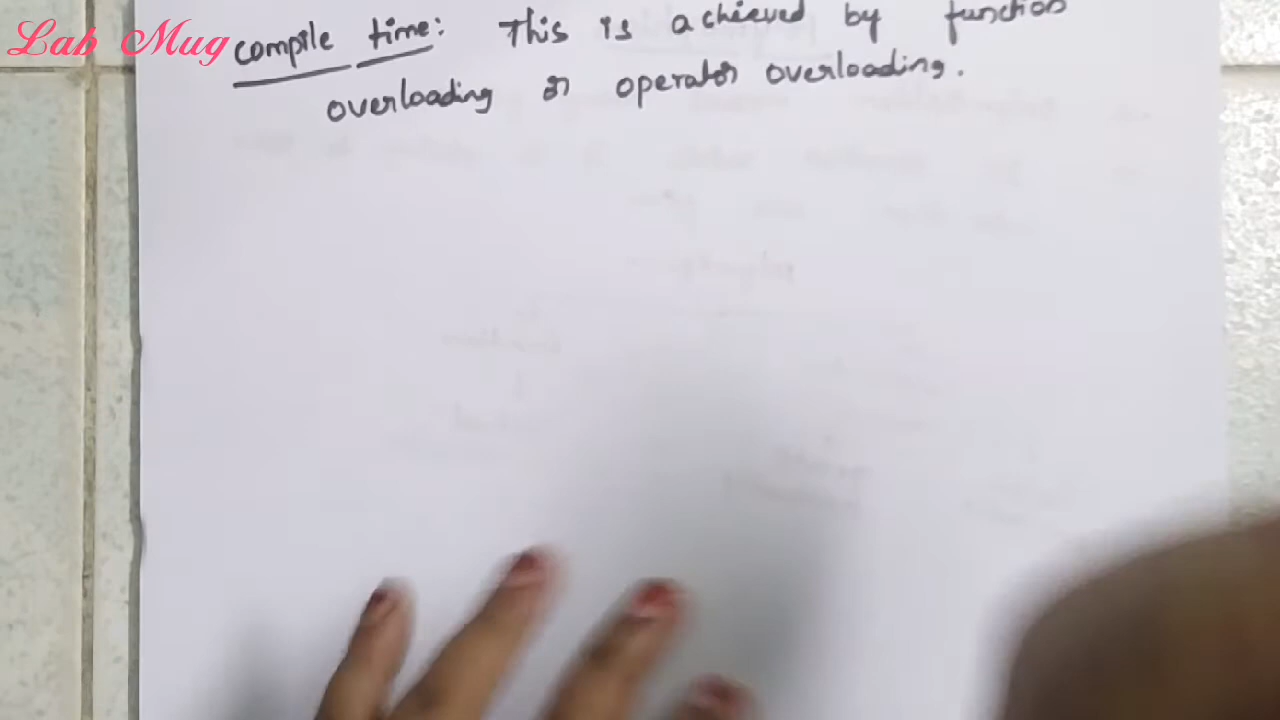 Lab Mug
compile time: This is achieved by function
overloading or operator overloading.